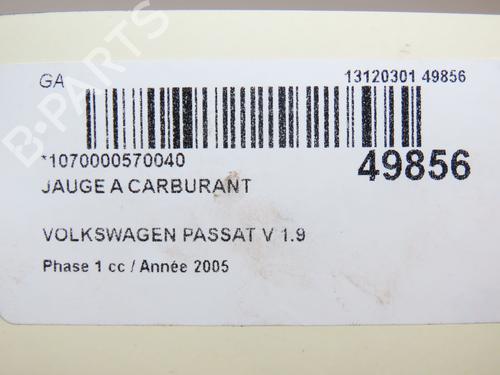 GA 13120301 49856
*1070000570040 49856
JAUGE A CARBURANT
VOLKSWAGEN PASSAT V 1.9
Phase 1 cc / Année 2005
B-PARTS